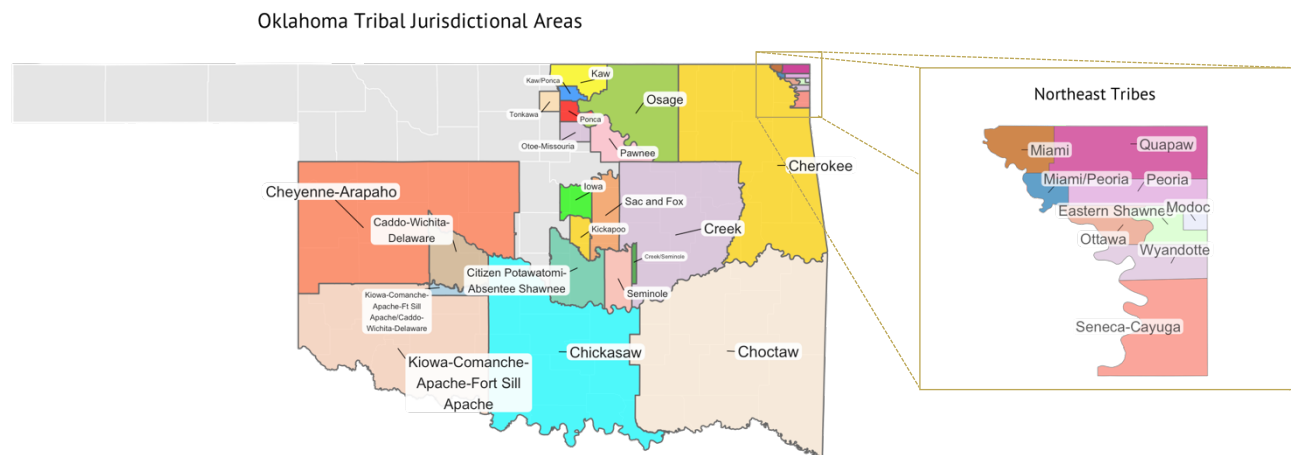 Oklahoma Tribal Jurisdictional Areas
Kaw
Kaw/Ponca
Osage
Tonkawa
Ponca
Otoe-Missouria
Pawnee
Cherokee
Cheyenne-Arapaho
Iowa
Sac and Fox
Caddo-Wichita-
Delaware
Kickapoo
Creek
Creek/Seminole
Citizen Potawatomi-
Absentee Shawnee
Seminole
Kiowa-Comanche-
Apache-Ft Sill
Apache/Caddo-
Wichita-Delaware
Kiowa-Comanche-
Apache-Fort Sill
Apache
Chickasaw
Choctaw
Northeast Tribes
Miami
Quapaw
Miami/Peoria
Peoria
Eastern Shawnee
Modoc
Ottawa
Wyandotte
Seneca-Cayuga